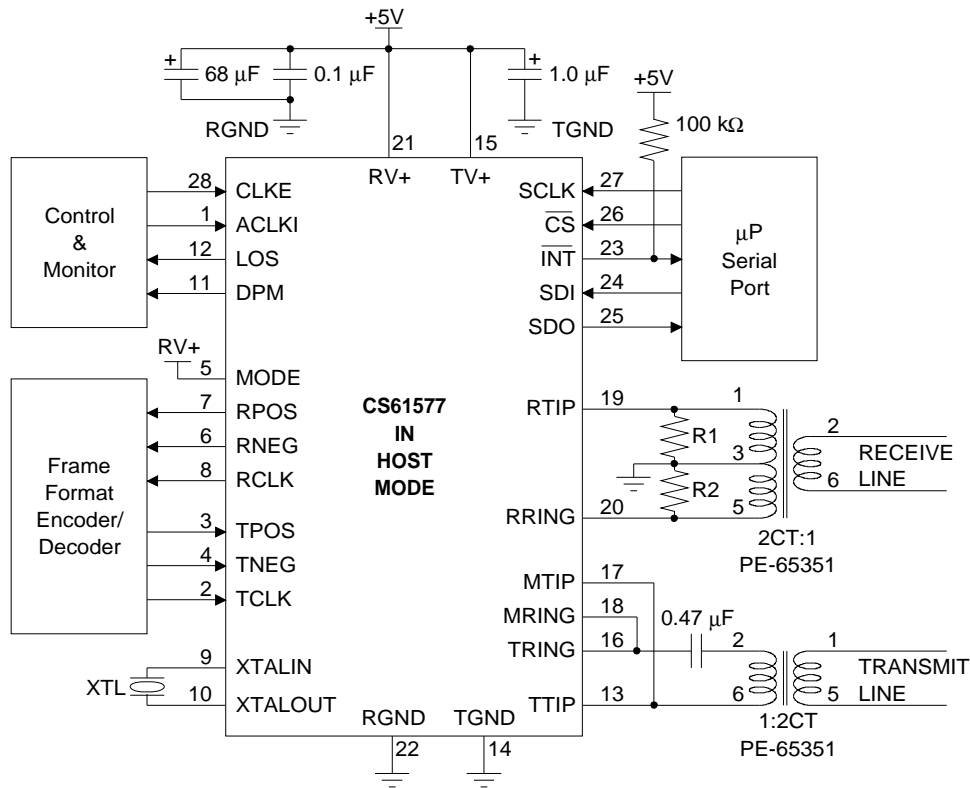 +5V
+
68 μF
0.1 μF
+
1.0 μF
+5V
RGND
TGND
100 kΩ
21
15
RV+
TV+
Control
&
Monitor
28
CLKE
1
ACLKI
12
LOS
11
DPM
SCLK
27
CS
26
INT
23
SDI
24
SDO
25
μP
Serial
Port
RV+
5
MODE
7
RPOS
6
RNEG
8
RCLK
3
TPOS
4
TNEG
2
TCLK
Frame
Format
Encoder/
Decoder
CS61577
IN
HOST
MODE
RTIP
19
R1
R2
RRING
20
1
3
5
2
6
RECEIVE
LINE
2CT:1
PE-65351
MTIP
17
MRING
18
TRING
16
TTIP
13
0.47 μF
2
6
1
5
TRANSMIT
LINE
1:2CT
PE-65351
XTL
9
XTALIN
10
XTALOUT
RGND
TGND
22
14